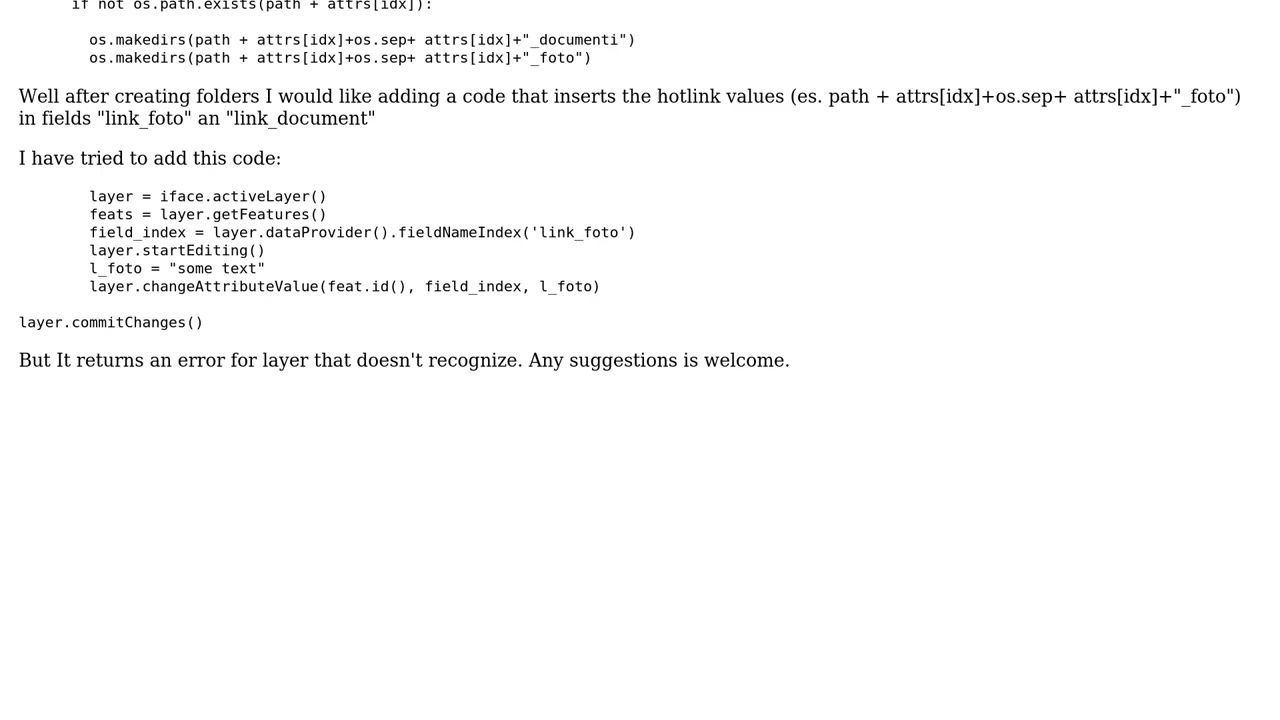 if not os.path.exists(path + attrs[idx]):
os.makedirs(path + attrs[idx]+os.sep+ attrs[idx]+"_documenti")
os.makedirs(path + attrs[idx]+os.sep+ attrs[idx]+"_foto")
Well after creating folders I would like adding a code that inserts the hotlink values (es. path + attrs[idx]+os.sep+ attrs[idx]+"_foto")
in fields "link_foto" an "link_document"
I have tried to add this code:
layer = iface.activeLayer()
feats = layer.getFeatures()
field_index = layer.dataProvider().fieldNameIndex('link_foto')
layer.startEditing()
l_foto = "some text"
layer.changeAttributeValue(feat.id(), field_index, l_foto)
layer.commitChanges()
But It returns an error for layer that doesn't recognize. Any suggestions is welcome.